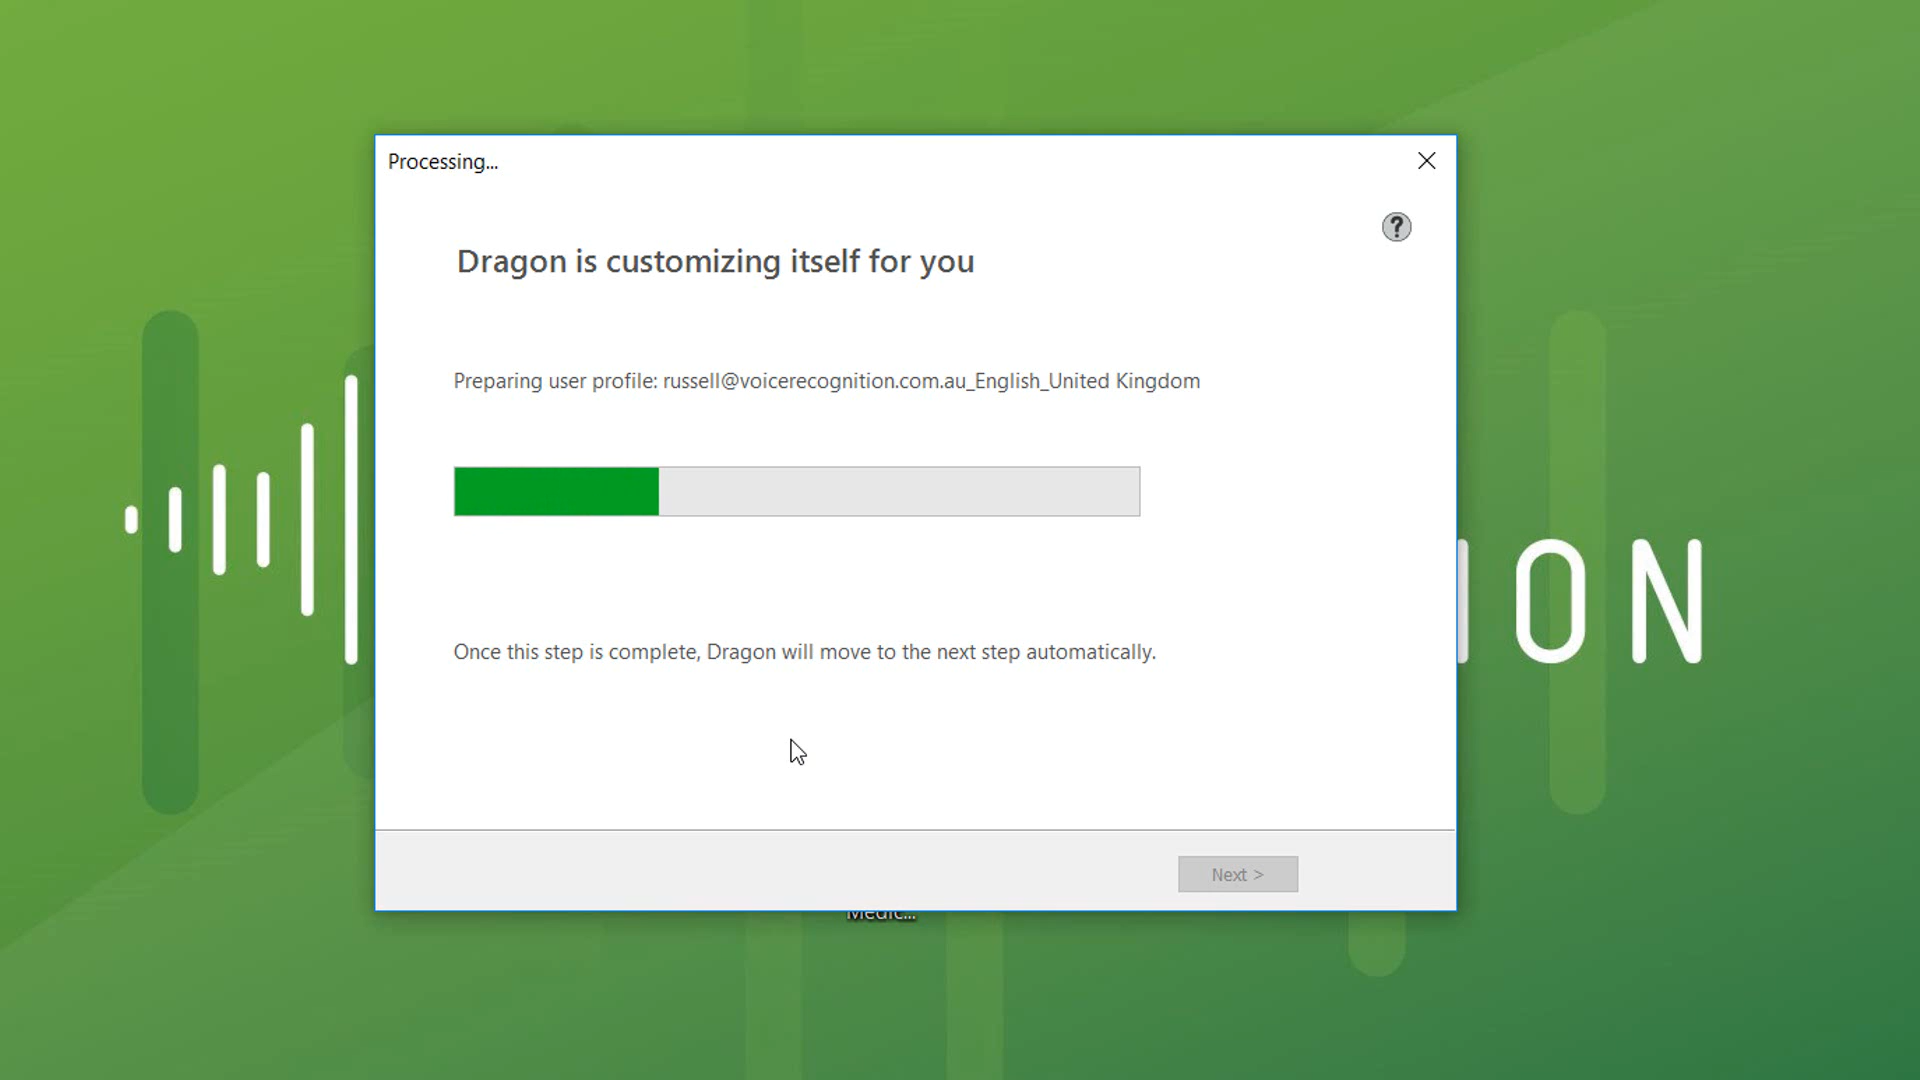 Processing...
Dragon is customizing itself for you
Preparing user profile: russell@voicerecognition.com.au_English_United Kingdom
ON
Once this step is complete, Dragon will move to the next step automatically.
Next >
Medic...